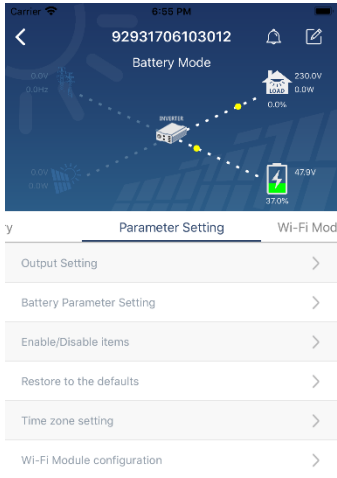 Carrier 6:55 PM
92931706103012
Battery Mode
0.0V
0.0Hz
230.0V
LOAD 0.0W
0.0%
INVERTER
0.0V
0.0W
47.9V
37.0%
y Parameter Setting Wi-Fi Mod
Output Setting
Battery Parameter Setting
Enable/Disable items
Restore to the defaults
Time zone setting
Wi-Fi Module configuration